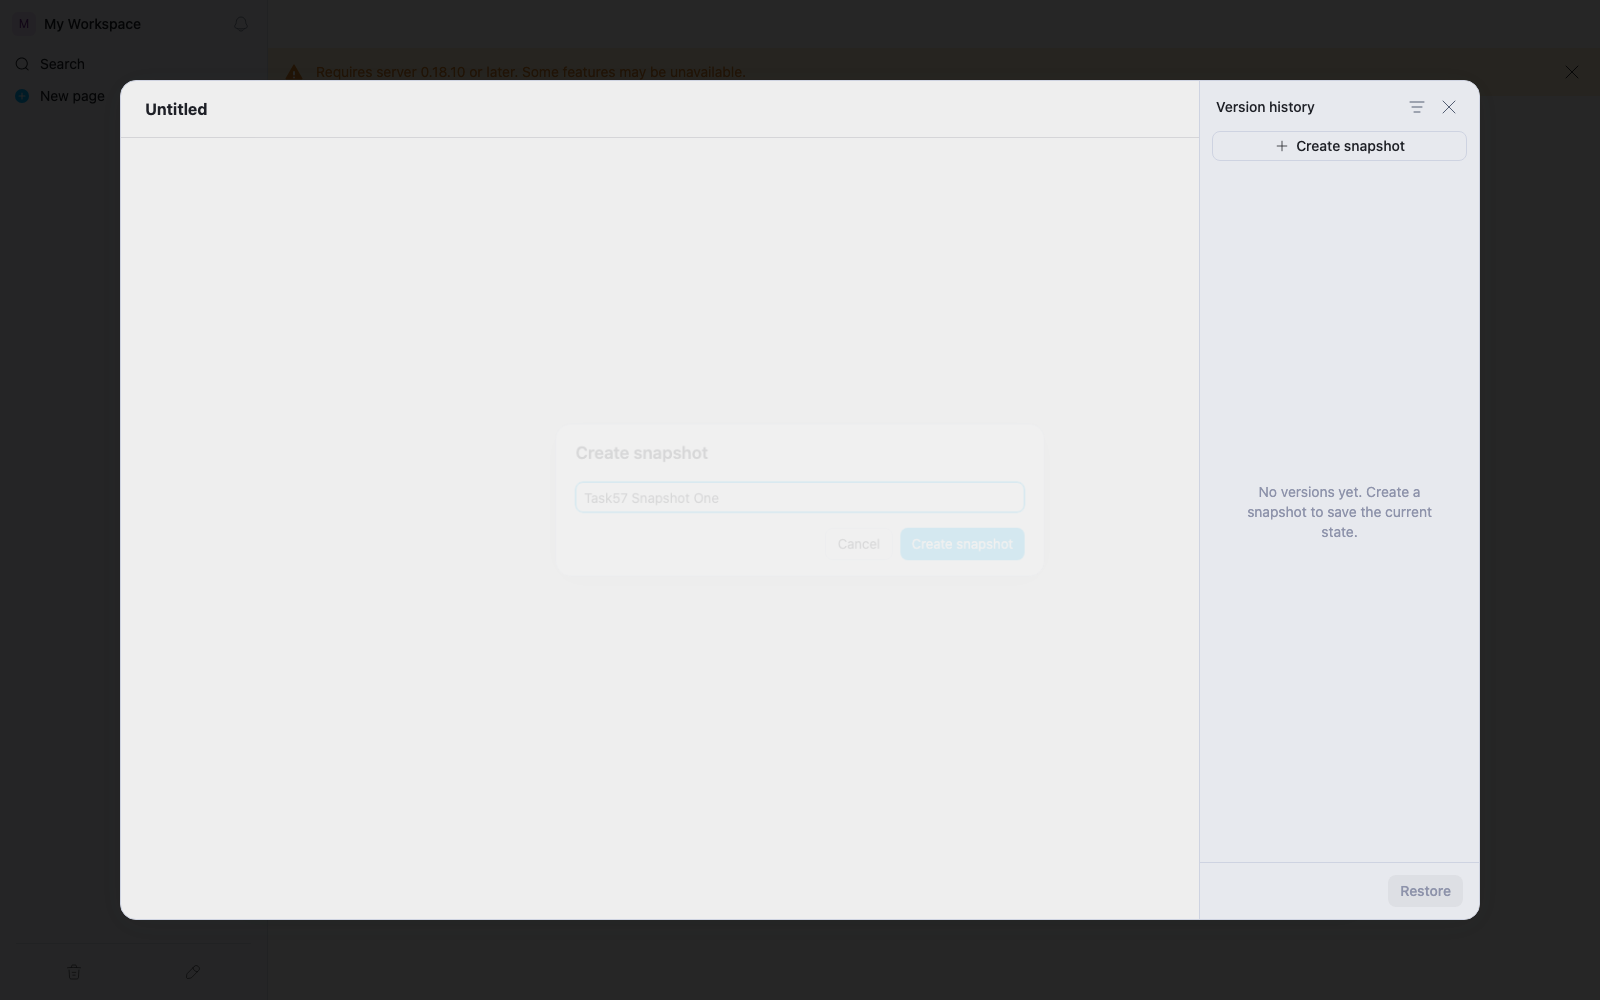 M My Workspace
Search
New page
Requires server 0.18.10 or later. Some features may be unavailable.
Untitled
Version history
Create snapshot
No versions yet. Create a
snapshot to save the current
state.
Create snapshot
Task57 Snapshot One
Cancel Create snapshot
Restore